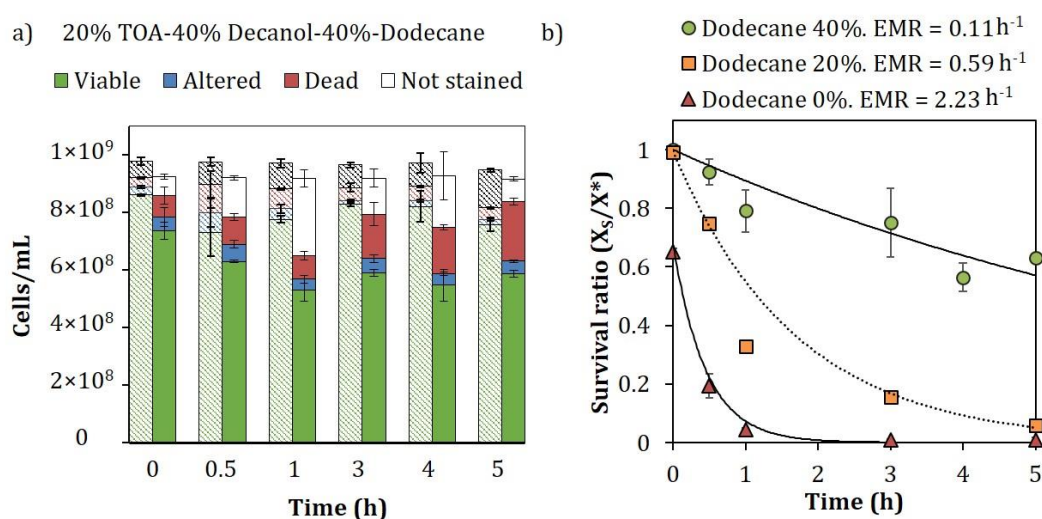 a) 20% TOA-40% Decanol-40%-Dodecane
Viable Altered Dead Not stained
1×10⁹
8×10⁸
6×10⁸
4×10⁸
2×10⁸
0
Cells/mL
0 0.5 1 3 4 5
Time (h)
b)
Dodecane 40%. EMR = 0.11 h⁻¹
Dodecane 20%. EMR = 0.59 h⁻¹
Dodecane 0%. EMR = 2.23 h⁻¹
1
0.8
0.6
0.4
0.2
0
Survival ratio (Xₛ/X*)
0 1 2 3 4 5
Time (h)